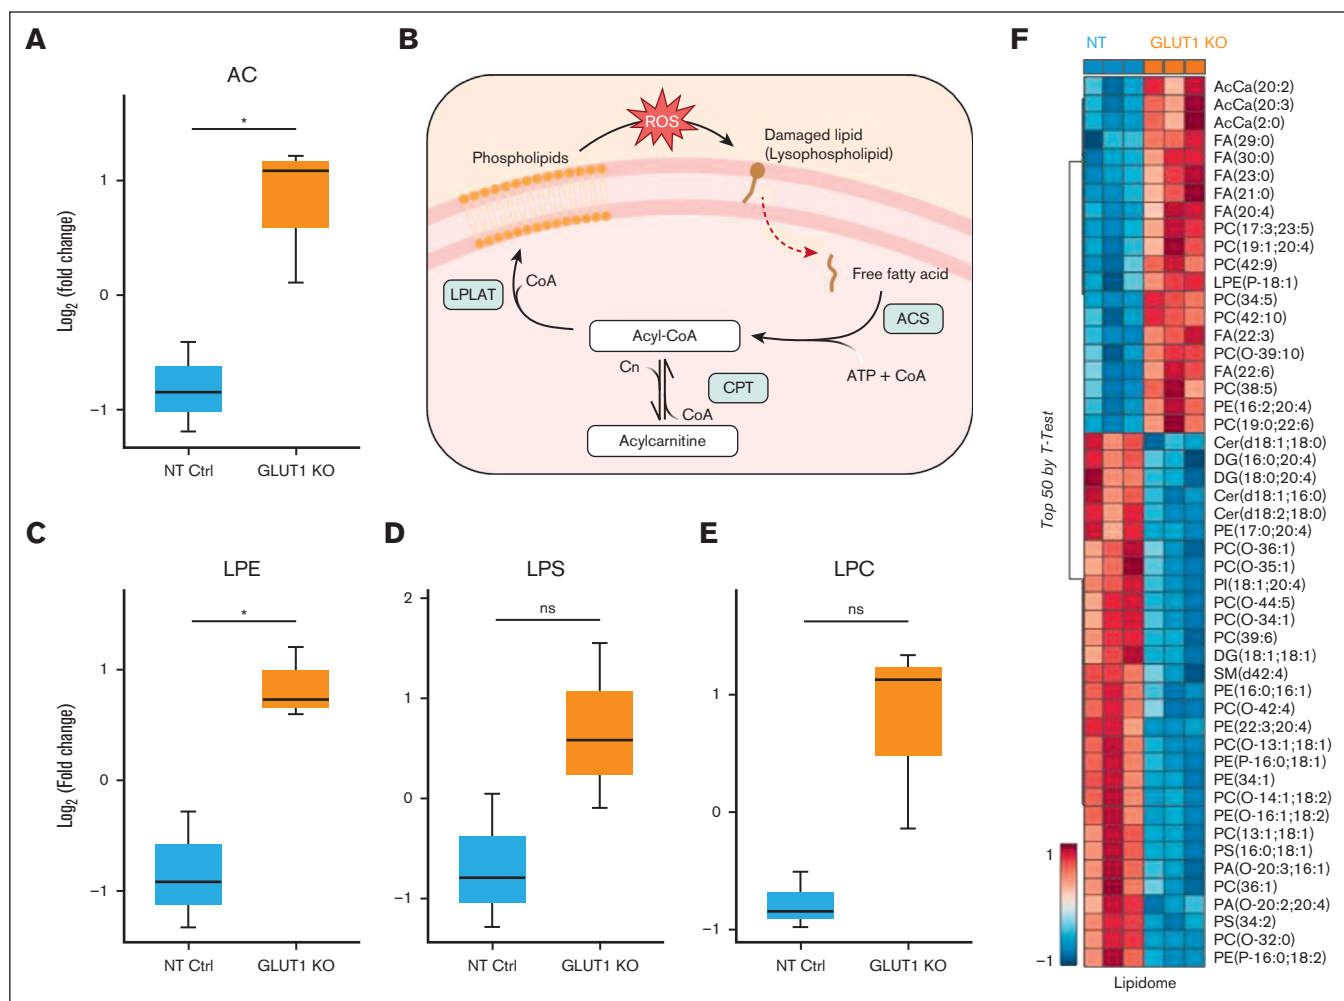 A
AC
*
Log2 (fold change)
1
0
−1
NT Ctrl
GLUT1 KO
B
ROS
Phospholipids
Damaged lipid
(Lysophospholipid)
Free fatty acid
LPLAT
CoA
ACS
Acyl-CoA
ATP + CoA
Cn
CPT
CoA
Acylcarnitine
C
LPE
*
Log2 (Fold change)
1
0
−1
NT Ctrl
GLUT1 KO
D
LPS
ns
2
1
0
−1
NT Ctrl
GLUT1 KO
E
LPC
ns
1
0
−1
NT Ctrl
GLUT1 KO
F
NT
GLUT1 KO
Top 50 by T-Test
AcCa(20:2)
AcCa(20:3)
AcCa(2:0)
FA(29:0)
FA(30:0)
FA(23:0)
FA(21:0)
FA(20:4)
PC(17:3;23:5)
PC(19:1;20:4)
PC(42:9)
LPE(P-18:1)
PC(34:5)
PC(42:10)
FA(22:3)
PC(O-39:10)
FA(22:6)
PC(38:5)
PE(16:2;20:4)
PC(19:0;22:6)
Cer(d18:1;18:0)
DG(16:0;20:4)
DG(18:0;20:4)
Cer(d18:1;16:0)
Cer(d18:2;18:0)
PE(17:0;20:4)
PC(O-36:1)
PC(O-35:1)
PI(18:1;20:4)
PC(O-44:5)
PC(O-34:1)
PC(39:6)
DG(18:1;18:1)
SM(d42:4)
PE(16:0;16:1)
PC(O-42:4)
PE(22:3;20:4)
PC(O-13:1;18:1)
PE(P-16:0;18:1)
PE(34:1)
PC(O-14:1;18:2)
PE(O-16:1;18:2)
PC(13:1;18:1)
PS(16:0;18:1)
PA(O-20:3;16:1)
PC(36:1)
PA(O-20:2;20:4)
PS(34:2)
PC(O-32:0)
PE(P-16:0;18:2)
1
−1
Lipidome